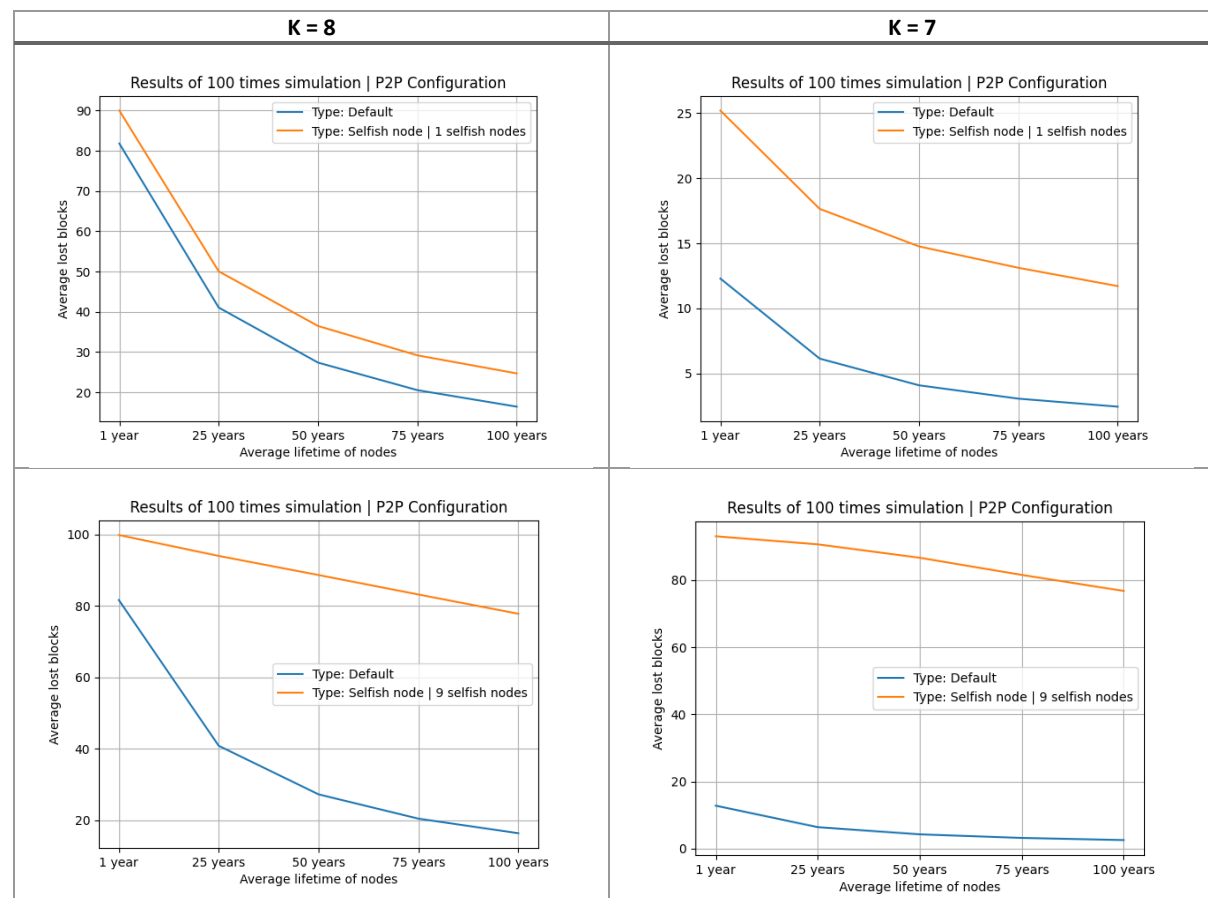 K = 8
K = 7
Results of 100 times simulation | P2P Configuration
Type: Default
Type: Selfish node | 1 selfish nodes
Average lost blocks
90
80
70
60
50
40
30
20
1 year 25 years 50 years 75 years 100 years
Average lifetime of nodes
Results of 100 times simulation | P2P Configuration
Type: Default
Type: Selfish node | 1 selfish nodes
Average lost blocks
25
20
15
10
5
1 year 25 years 50 years 75 years 100 years
Average lifetime of nodes
Results of 100 times simulation | P2P Configuration
Type: Default
Type: Selfish node | 9 selfish nodes
Average lost blocks
100
80
60
40
20
1 year 25 years 50 years 75 years 100 years
Average lifetime of nodes
Results of 100 times simulation | P2P Configuration
Type: Default
Type: Selfish node | 9 selfish nodes
Average lost blocks
80
60
40
20
0
1 year 25 years 50 years 75 years 100 years
Average lifetime of nodes